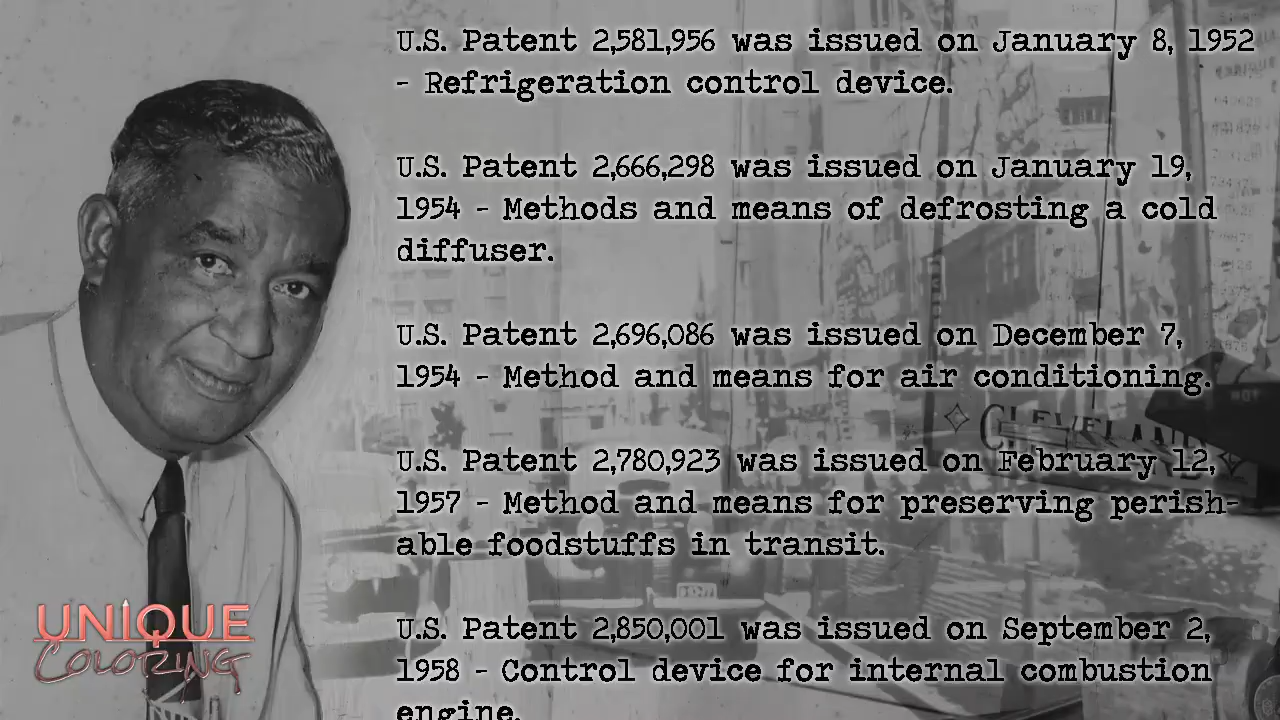 U.S. Patent 2,581,956 was issued on January 8, 1952
- Refrigeration control device.
U.S. Patent 2,666,298 was issued on January 19,
1954 - Methods and means of defrosting a cold
diffuser.
U.S. Patent 2,696,086 was issued on December 7,
1954 - Method and means for air conditioning.
CLEVELAND
U.S. Patent 2,780,923 was issued on February 12,
1957 - Method and means for preserving perish-
able foodstuffs in transit.
U.S. Patent 2,850,001 was issued on September 2,
1958 - Control device for internal combustion
engine.
UNIQUE
COLORING